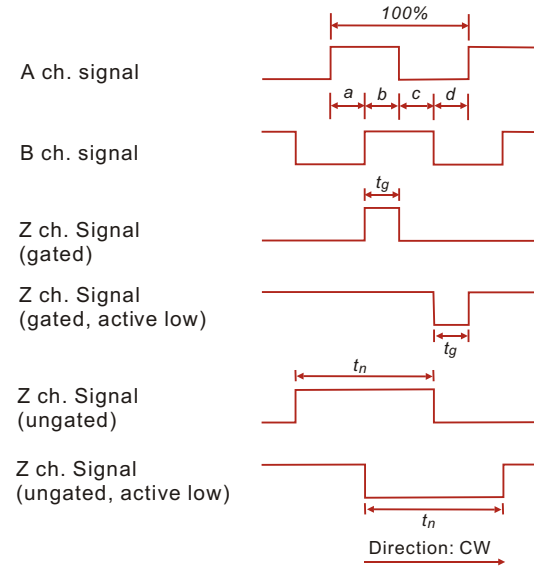 100%
A ch. signal
a b c d
B ch. signal
tg
Z ch. Signal
(gated)
Z ch. Signal
(gated, active low)
tg
tn
Z ch. Signal
(ungated)
Z ch. Signal
(ungated, active low)
tn
Direction: CW